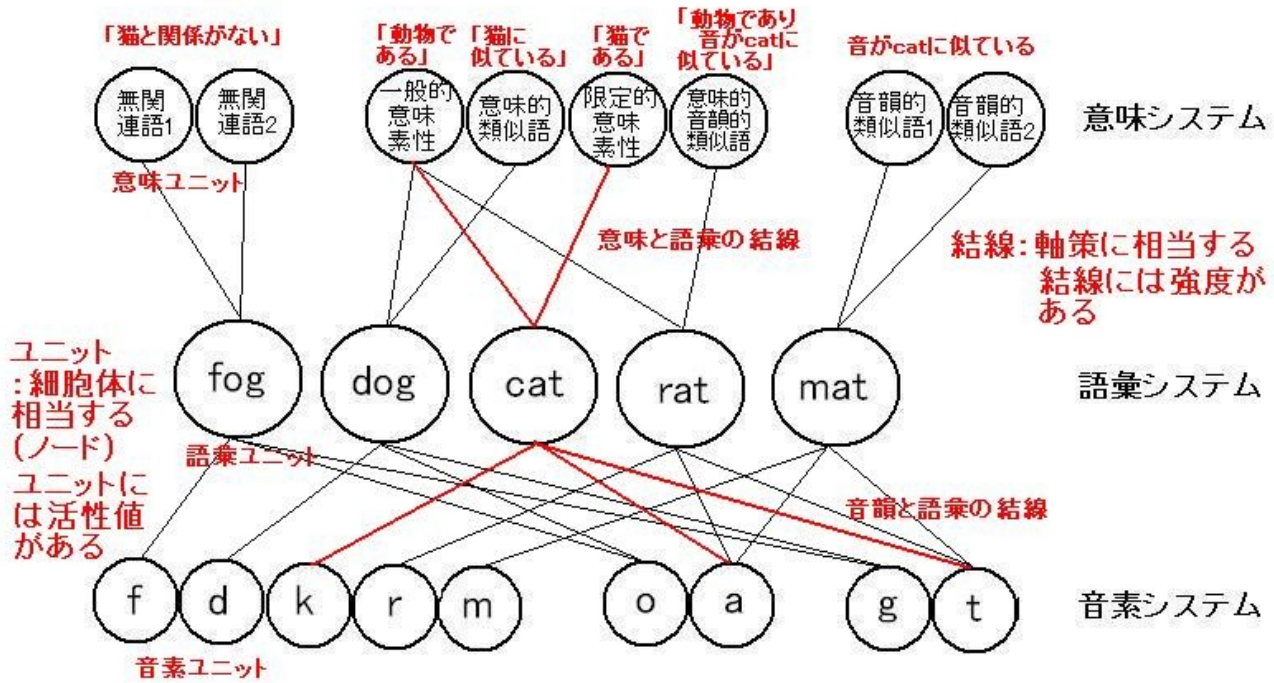 「猫と関係がない」
「動物で
ある」
「猫に
似ている」
「猫で
ある」
「動物であり
音がcatに
似ている」
音がcatに似ている
無関
連語1
無関
連語2
一般的
意味
素性
意味的
類似語
限定的
意味
素性
意味的
音韻的
類似語
音韻的
類似語1
音韻的
類似語2
意味システム
意味ユニット
意味と語彙の結線
結線:軸策に相当する
結線には強度が
ある
ユニット
:細胞体に
相当する
(ノード)
ユニットに
は活性値
がある
fog
dog
cat
rat
mat
語彙システム
語彙ユニット
音韻と語彙の結線
f
d
k
r
m
o
a
g
t
音素システム
音素ユニット